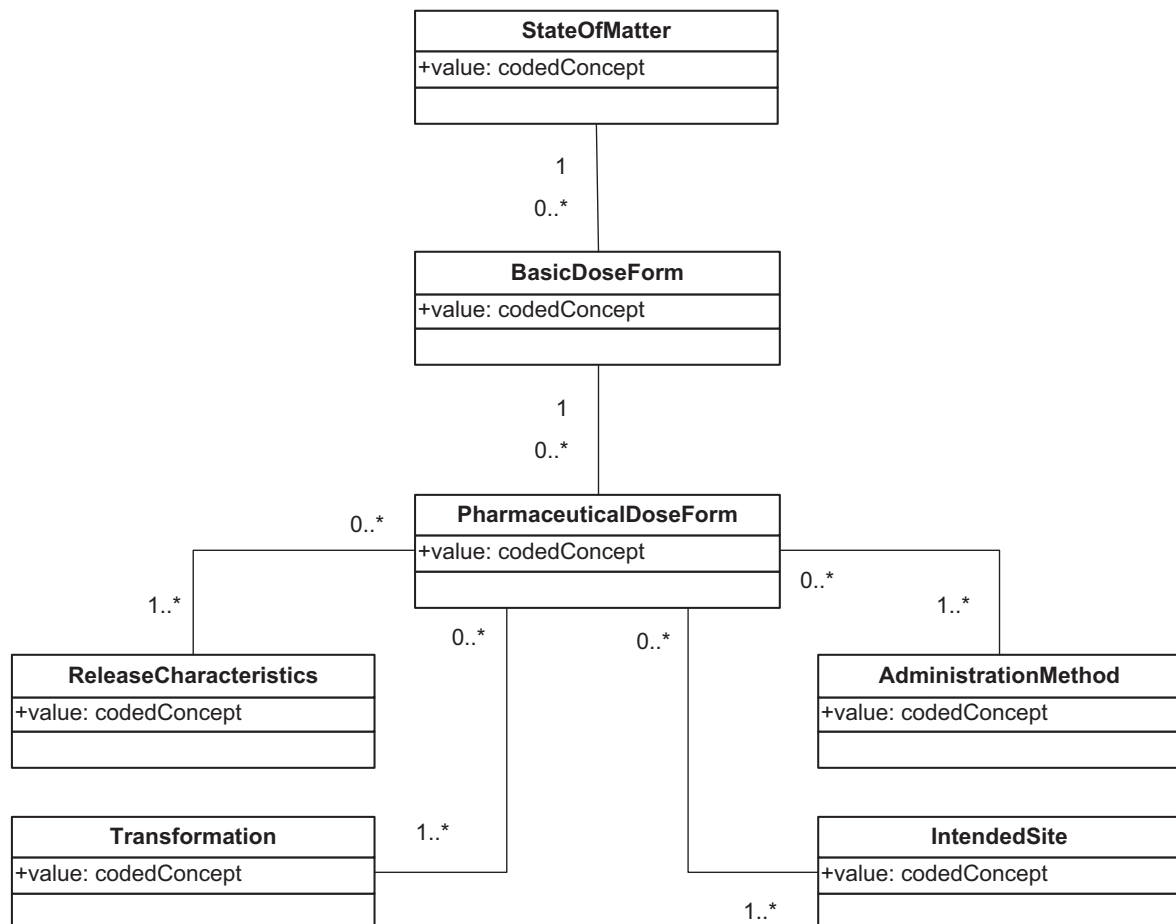 StateOfMatter
+value: codedConcept
1
0..*
BasicDoseForm
+value: codedConcept
1
0..*
PharmaceuticalDoseForm
+value: codedConcept
0..*
0..*
1..*
0..*
0..*
1..*
ReleaseCharacteristics
+value: codedConcept
AdministrationMethod
+value: codedConcept
Transformation
+value: codedConcept
1..*
IntendedSite
+value: codedConcept
1..*